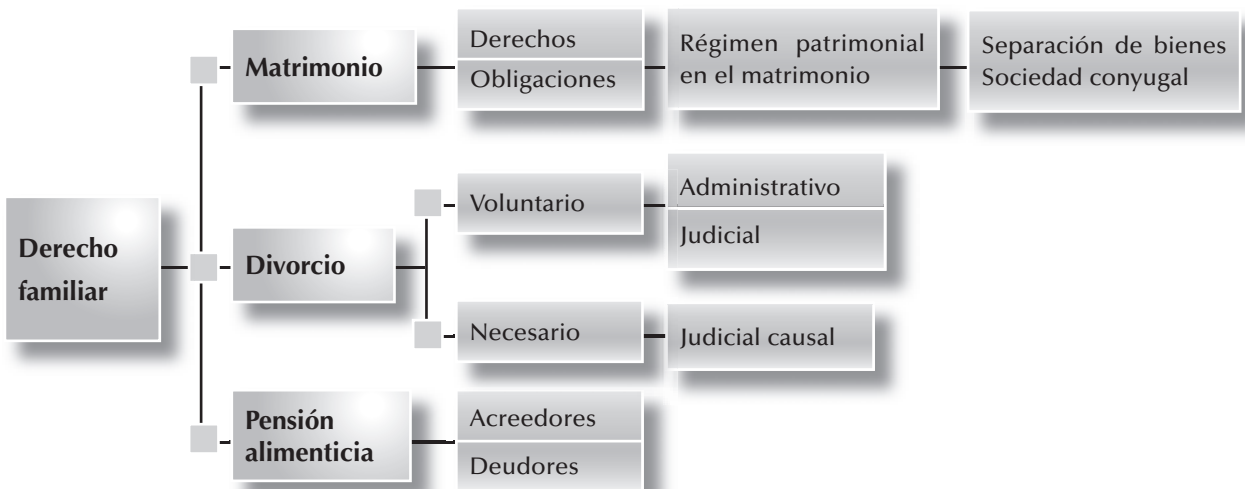 Derecho
familiar
Matrimonio
Derechos
Obligaciones
Régimen patrimonial
en el matrimonio
Separación de bienes
Sociedad conyugal
Divorcio
Voluntario
Administrativo
Judicial
Necesario
Judicial causal
Pensión
alimenticia
Acreedores
Deudores